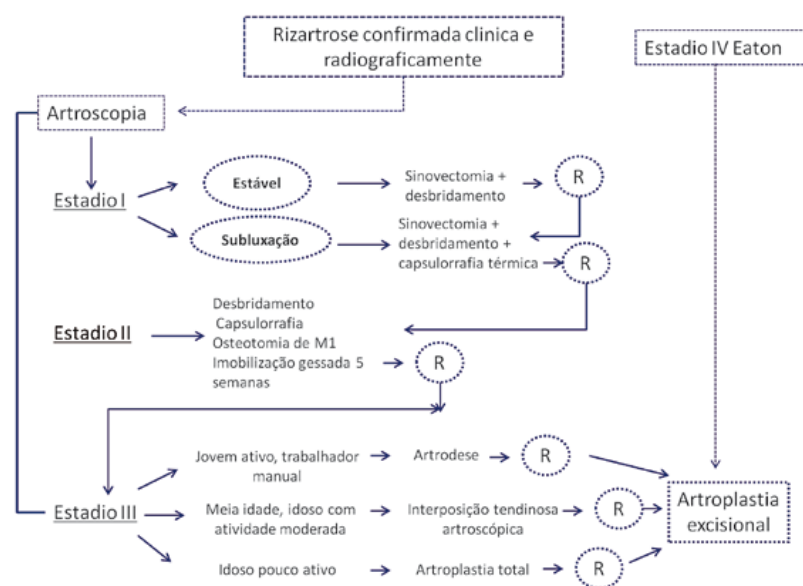 Rizartrose confirmada clinica e
radiograficamente
Estadio IV Eaton
Artroscopia
Estadio I
Estável
Sinovectomia +
desbridamento
R
Subluxação
Sinovectomia +
desbridamento +
capsulorrafia térmica
R
Estadio II
Desbridamento
Capsulorrafia
Osteotomia de M1
Imobilização gessada 5
semanas
R
Estadio III
Jovem ativo, trabalhador
manual
Artrodese
R
Meia idade, idoso com
atividade moderada
Interposição tendinosa
artroscópica
R
Idoso pouco ativo
Artroplastia total
R
Artroplastia
excisional